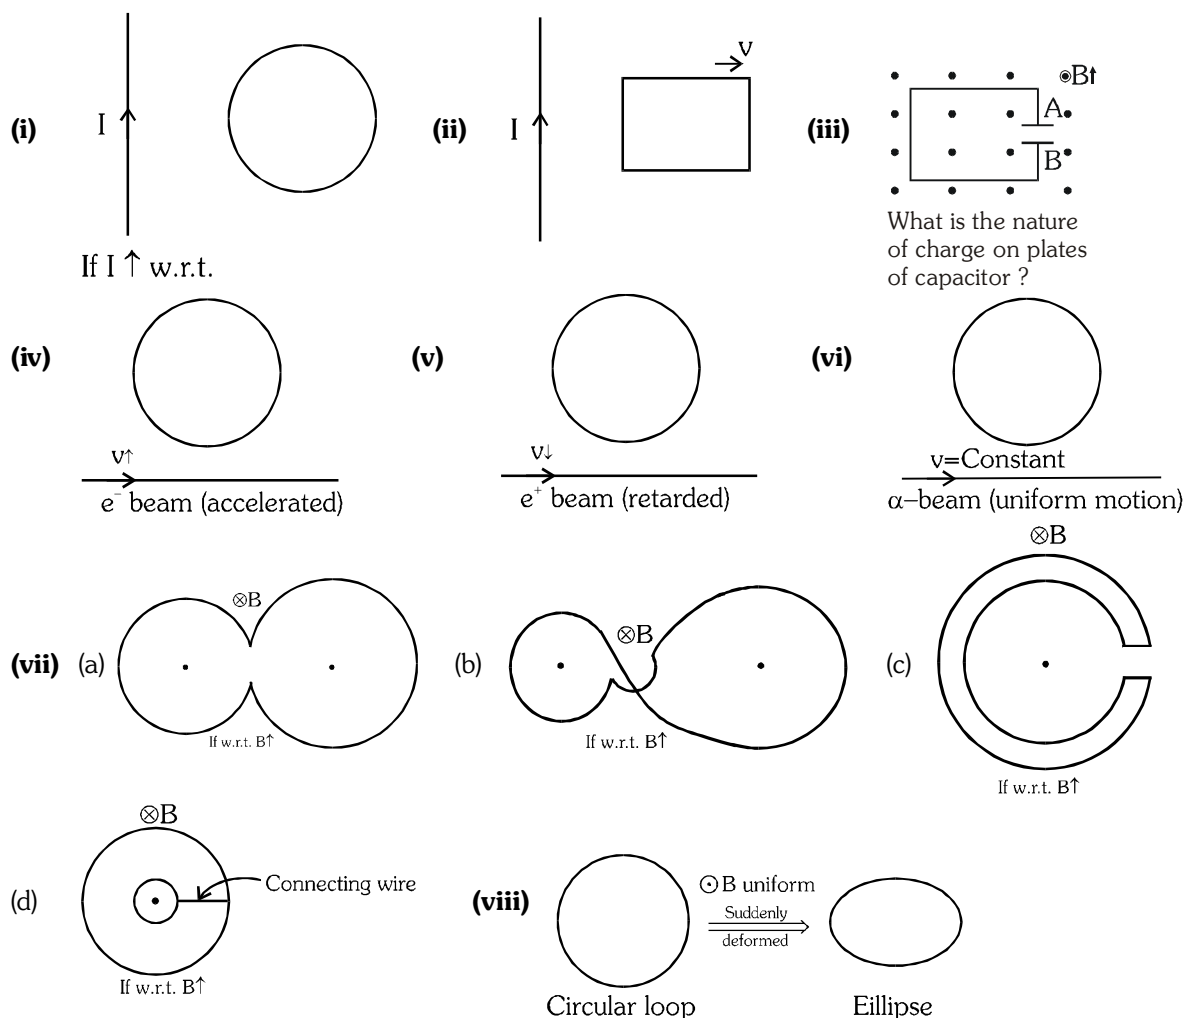 (i) I
If I ↑ w.r.t.
(ii) I v
(iii) ⊙B↑
A
B
What is the nature
of charge on plates
of capacitor ?
(iv) v↑
e⁻ beam (accelerated)
(v) v↓
e⁺ beam (retarded)
(vi) v=Constant
α–beam (uniform motion)
(vii) (a) ⊗B
If w.r.t. B↑
(b) ⊗B
If w.r.t. B↑
(c) ⊗B
If w.r.t. B↑
(d) ⊗B
Connecting wire
If w.r.t. B↑
(viii) ⊙B uniform
Suddenly
deformed
Circular loop
Eillipse